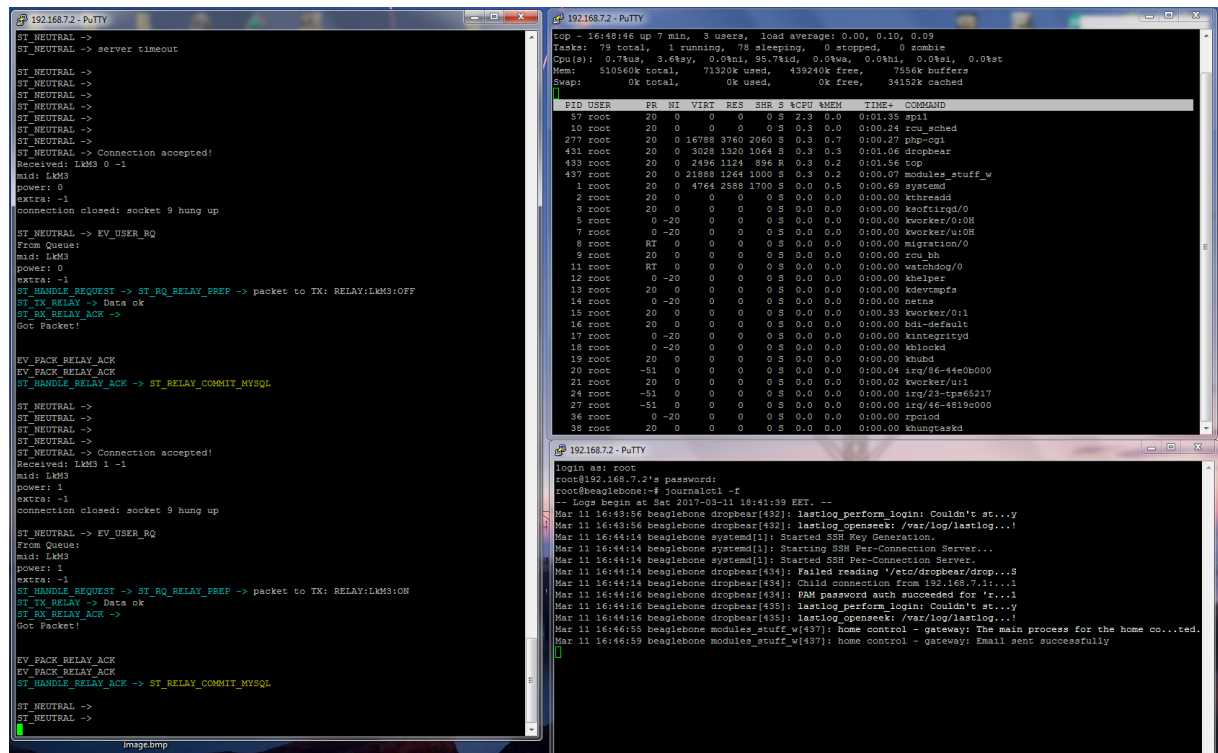 192.168.7.2 - PuTTY
ST_NEUTRAL ->
ST_NEUTRAL -> server timeout
ST_NEUTRAL ->
ST_NEUTRAL ->
ST_NEUTRAL ->
ST_NEUTRAL ->
ST_NEUTRAL ->
ST_NEUTRAL ->
ST_NEUTRAL ->
ST_NEUTRAL -> Connection accepted!
Received: LkM3 0 -1
mid: LkM3
power: 0
extra: -1
connection closed: socket 9 hung up
ST_NEUTRAL -> EV_USER_RQ
From Queue:
mid: LkM3
power: 0
extra: -1
ST_HANDLE_REQUEST -> ST_RQ_RELAY_PREP -> packet to TX: RELAY:LkM3:OFF
ST_TX_RELAY -> Data ok
ST_RX_RELAY_ACK ->
Got Packet!
EV_PACK_RELAY_ACK
EV_PACK_RELAY_ACK
ST_HANDLE_RELAY_ACK -> ST_RELAY_COMMIT_MYSQL
ST_NEUTRAL ->
ST_NEUTRAL ->
ST_NEUTRAL ->
ST_NEUTRAL ->
ST_NEUTRAL -> Connection accepted!
Received: LkM3 1 -1
mid: LkM3
power: 1
extra: -1
connection closed: socket 9 hung up
ST_NEUTRAL -> EV_USER_RQ
From Queue:
mid: LkM3
power: 1
extra: -1
ST_HANDLE_REQUEST -> ST_RQ_RELAY_PREP -> packet to TX: RELAY:LkM3:ON
ST_TX_RELAY -> Data ok
ST_RX_RELAY_ACK ->
Got Packet!
EV_PACK_RELAY_ACK
EV_PACK_RELAY_ACK
ST_HANDLE_RELAY_ACK -> ST_RELAY_COMMIT_MYSQL
ST_NEUTRAL ->
ST_NEUTRAL ->
Image.bmp
192.168.7.2 - PuTTY
top - 16:48:46 up 7 min, 3 users, load average: 0.00, 0.10, 0.09
Tasks: 79 total, 1 running, 78 sleeping, 0 stopped, 0 zombie
Cpu(s): 0.7%us, 3.6%sy, 0.0%ni, 95.7%id, 0.0%wa, 0.0%hi, 0.0%si, 0.0%st
Mem: 510560k total, 71320k used, 439240k free, 7556k buffers
Swap: 0k total, 0k used, 0k free, 34152k cached
PID USER PR NI VIRT RES SHR S %CPU %MEM TIME+ COMMAND
57 root 20 0 0 0 0 S 2.3 0.0 0:01.35 spi1
10 root 20 0 0 0 0 S 0.3 0.0 0:00.24 rcu_sched
277 root 20 0 16788 3760 2060 S 0.3 0.7 0:00.27 php-cgi
431 root 20 0 3028 1320 1064 S 0.3 0.3 0:01.06 dropbear
433 root 20 0 2496 1124 896 R 0.3 0.2 0:01.56 top
437 root 20 0 21888 1264 1000 S 0.3 0.2 0:00.07 modules_stuff_w
1 root 20 0 4764 2588 1700 S 0.0 0.5 0:00.69 systemd
2 root 20 0 0 0 0 S 0.0 0.0 0:00.00 kthreadd
3 root 20 0 0 0 0 S 0.0 0.0 0:00.00 ksoftirqd/0
5 root 0 -20 0 0 0 S 0.0 0.0 0:00.00 kworker/0:0H
7 root 0 -20 0 0 0 S 0.0 0.0 0:00.00 kworker/u:0H
8 root RT 0 0 0 0 S 0.0 0.0 0:00.00 migration/0
9 root 20 0 0 0 0 S 0.0 0.0 0:00.00 rcu_bh
11 root RT 0 0 0 0 S 0.0 0.0 0:00.00 watchdog/0
12 root 0 -20 0 0 0 S 0.0 0.0 0:00.00 khelper
13 root 20 0 0 0 0 S 0.0 0.0 0:00.00 kdevtmpfs
14 root 0 -20 0 0 0 S 0.0 0.0 0:00.00 netns
15 root 20 0 0 0 0 S 0.0 0.0 0:00.33 kworker/0:1
16 root 20 0 0 0 0 S 0.0 0.0 0:00.00 bdi-default
17 root 0 -20 0 0 0 S 0.0 0.0 0:00.00 kintegrityd
18 root 0 -20 0 0 0 S 0.0 0.0 0:00.00 kblockd
19 root 20 0 0 0 0 S 0.0 0.0 0:00.00 khubd
20 root -51 0 0 0 0 S 0.0 0.0 0:00.04 irq/86-44e0b000
21 root 20 0 0 0 0 S 0.0 0.0 0:00.02 kworker/u:1
24 root -51 0 0 0 0 S 0.0 0.0 0:00.00 irq/23-tps65217
27 root -51 0 0 0 0 S 0.0 0.0 0:00.00 irq/46-4819c000
36 root 0 -20 0 0 0 S 0.0 0.0 0:00.00 rpciod
38 root 20 0 0 0 0 S 0.0 0.0 0:00.00 khungtaskd
192.168.7.2 - PuTTY
login as: root
root@192.168.7.2's password:
root@beaglebone:~# journalctl -f
-- Logs begin at Sat 2017-03-11 18:41:39 EET. --
Mar 11 16:43:56 beaglebone dropbear[432]: lastlog_perform_login: Couldn't st...y
Mar 11 16:43:56 beaglebone dropbear[432]: lastlog_openseek: /var/log/lastlog...!
Mar 11 16:44:14 beaglebone systemd[1]: Started SSH Key Generation.
Mar 11 16:44:14 beaglebone systemd[1]: Starting SSH Per-Connection Server...
Mar 11 16:44:14 beaglebone systemd[1]: Started SSH Per-Connection Server.
Mar 11 16:44:14 beaglebone dropbear[434]: Failed reading '/etc/dropbear/drop...S
Mar 11 16:44:14 beaglebone dropbear[434]: Child connection from 192.168.7.1:...1
Mar 11 16:44:16 beaglebone dropbear[434]: PAM password auth succeeded for 'r...1
Mar 11 16:44:16 beaglebone dropbear[435]: lastlog_perform_login: Couldn't st...y
Mar 11 16:44:16 beaglebone dropbear[435]: lastlog_openseek: /var/log/lastlog...!
Mar 11 16:46:55 beaglebone modules_stuff_w[437]: home control - gateway: The main process for the home co...ted.
Mar 11 16:46:59 beaglebone modules_stuff_w[437]: home control - gateway: Email sent successfully